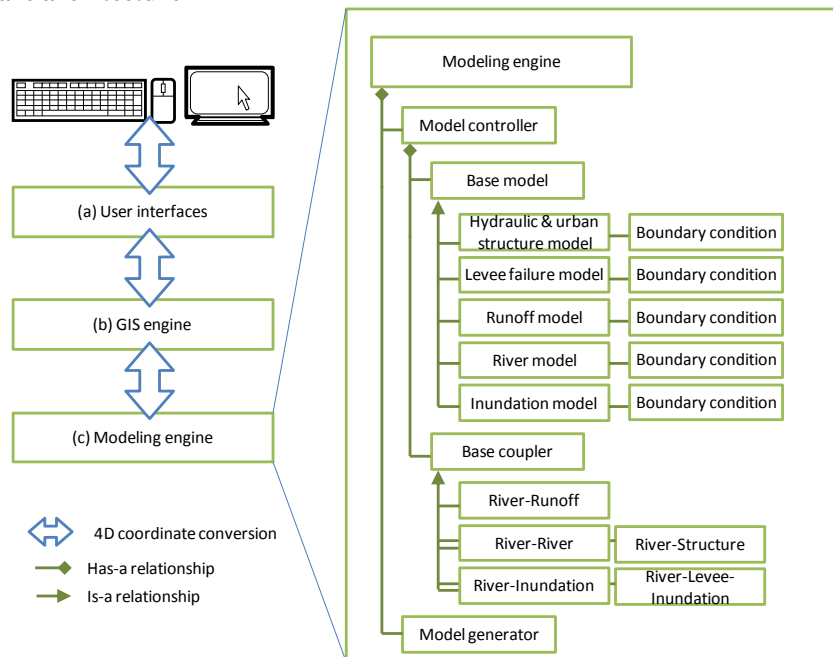 (a) User interfaces
(b) GIS engine
(c) Modeling engine
4D coordinate conversion
Has-a relationship
Is-a relationship
Modeling engine
Model controller
Base model
Hydraulic & urban
structure model
Boundary condition
Levee failure model
Boundary condition
Runoff model
Boundary condition
River model
Boundary condition
Inundation model
Boundary condition
Base coupler
River-Runoff
River-River
River-Structure
River-Inundation
River-Levee-
Inundation
Model generator